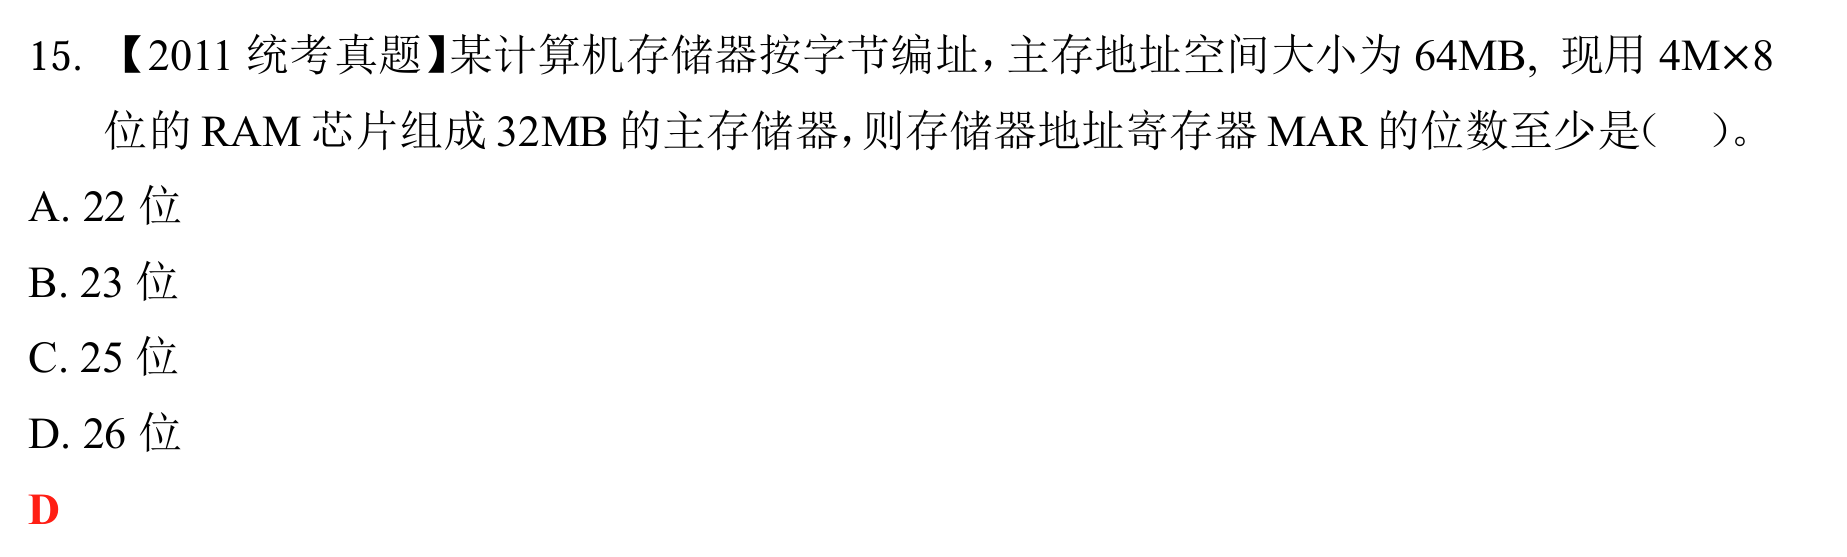 15. 【2011 统考真题】某计算机存储器按字节编址，主存地址空间大小为 64MB，现用 4M×8
位的 RAM 芯片组成 32MB 的主存储器，则存储器地址寄存器 MAR 的位数至少是(　)。
A. 22 位
B. 23 位
C. 25 位
D. 26 位
D